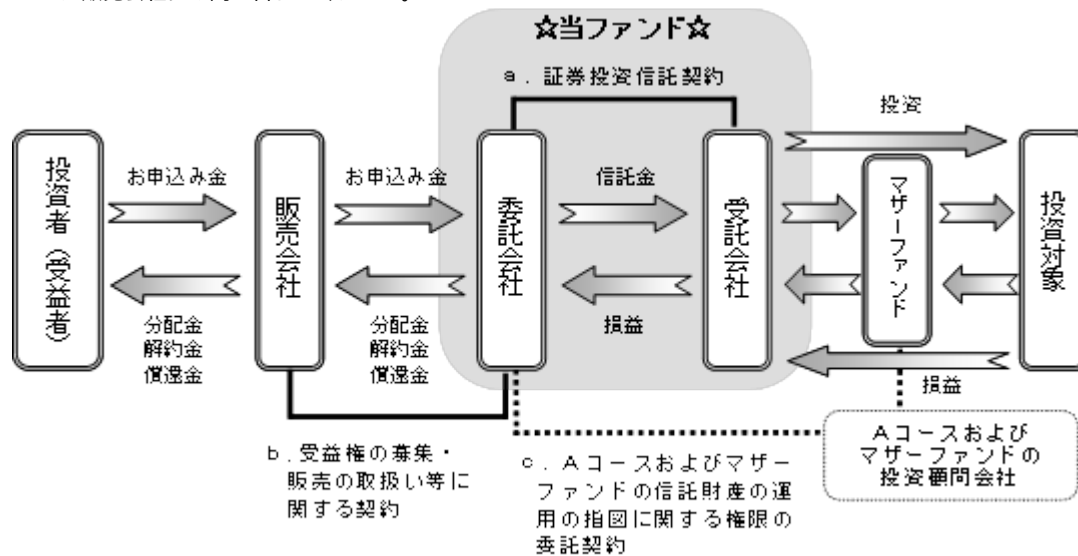 ☆当ファンド☆
a．証券投資信託契約
投資
投資者（受益者）
お申込み金
販売会社
お申込み金
委託会社
信託金
受託会社
マザーファンド
投資対象
分配金
解約金
償還金
分配金
解約金
償還金
損益
損益
b．受益権の募集・
販売の取扱い等に
関する契約
c．Aコースおよびマザー
ファンドの信託財産の運
用の指図に関する権限の
委託契約
Aコースおよび
マザーファンドの
投資顧問会社